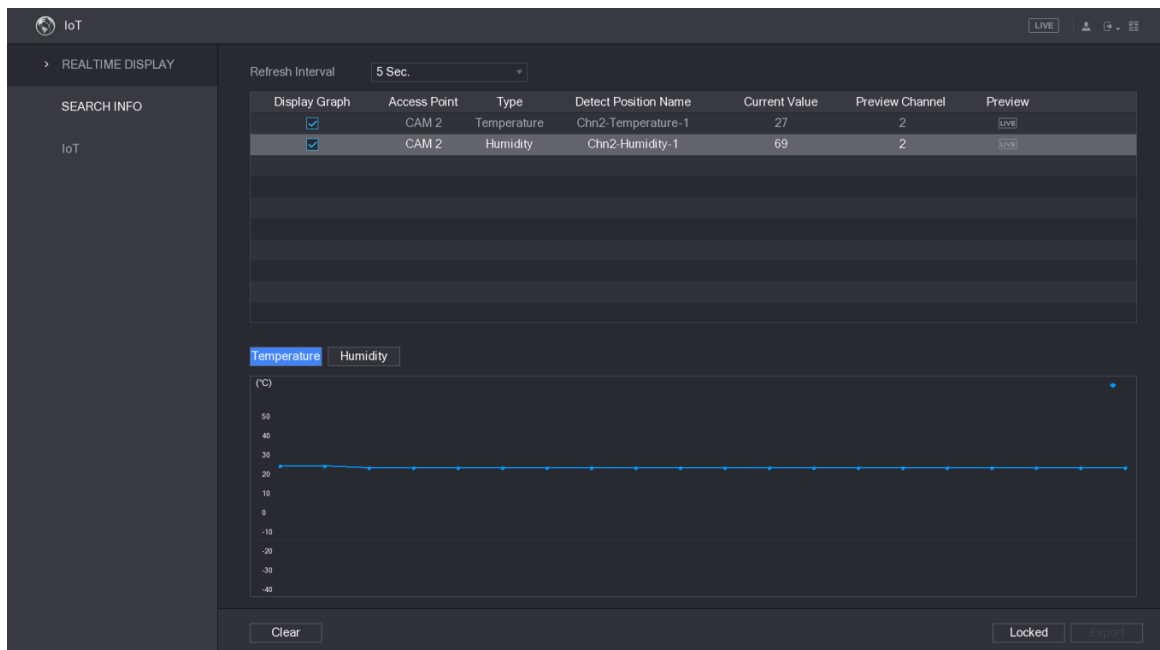 IoT LIVE
REALTIME DISPLAY
SEARCH INFO
IoT
Refresh Interval 5 Sec.
Display Graph Access Point Type Detect Position Name Current Value Preview Channel Preview
CAM 2 Temperature Chn2-Temperature-1 27 2 LIVE
CAM 2 Humidity Chn2-Humidity-1 69 2 LIVE
Temperature Humidity
(°C)
50
40
30
20
10
0
-10
-20
-30
-40
Clear Locked Export